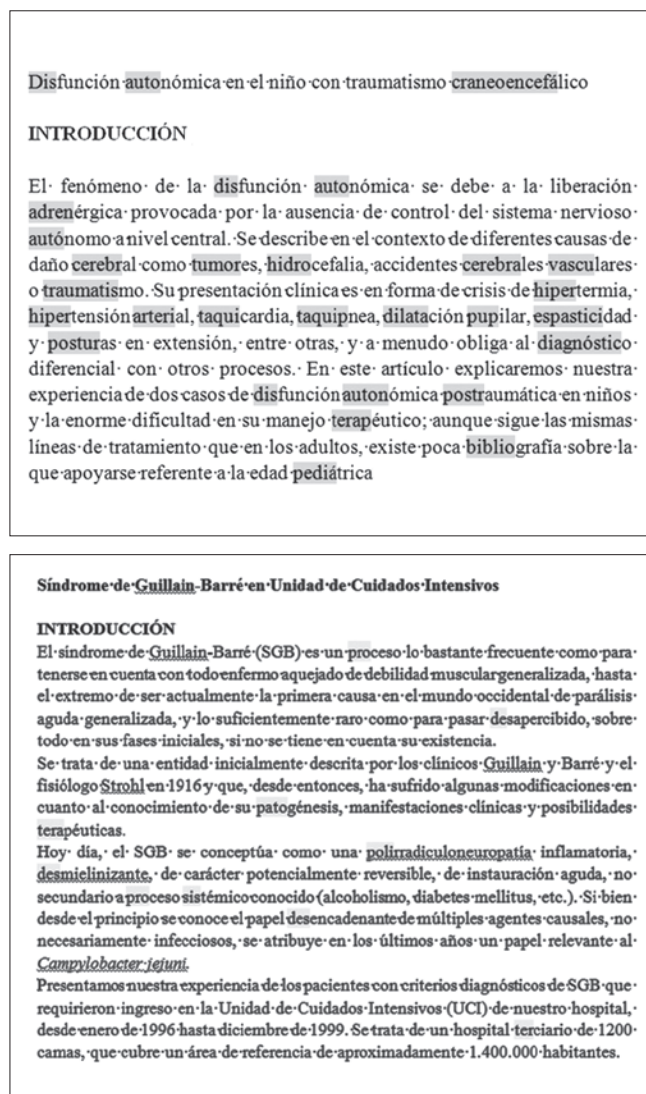 Disfunción autonómica en el niño con traumatismo craneoencefálico
INTRODUCCIÓN
El fenómeno de la disfunción autonómica se debe a la liberación
adrenérgica provocada por la ausencia de control del sistema nervioso
autónomo a nivel central. Se describe en el contexto de diferentes causas de
daño cerebral como tumores, hidrocefalia, accidentes cerebrales vasculares
o traumatismo. Su presentación clínica es en forma de crisis de hipertermia,
hipertensión arterial, taquicardia, taquipnea, dilatación pupilar, espasticidad
y posturas en extensión, entre otras, y a menudo obliga al diagnóstico
diferencial con otros procesos. En este artículo explicaremos nuestra
experiencia de dos casos de disfunción autonómica postraumática en niños
y la enorme dificultad en su manejo terapéutico; aunque sigue las mismas
líneas de tratamiento que en los adultos, existe poca bibliografía sobre la
que apoyarse referente a la edad pediátrica
Síndrome de Guillain-Barré en Unidad de Cuidados Intensivos
INTRODUCCIÓN
El síndrome de Guillain-Barré (SGB) es un proceso lo bastante frecuente como para
tenerse en cuenta con todo enfermo aquejado de debilidad muscular generalizada, hasta
el extremo de ser actualmente la primera causa en el mundo occidental de parálisis
aguda generalizada, y lo suficientemente raro como para pasar desapercibido, sobre
todo en sus fases iniciales, si no se tiene en cuenta su existencia.
Se trata de una entidad inicialmente descrita por los clínicos Guillain y Barré y el
fisiólogo Strohl en 1916 y que, desde entonces, ha sufrido algunas modificaciones en
cuanto al conocimiento de su patogénesis, manifestaciones clínicas y posibilidades
terapéuticas.
Hoy día, el SGB se conceptúa como una polirradiculoneuropatía inflamatoria,
desmielinizante, de carácter potencialmente reversible, de instauración aguda, no
secundario a proceso sistémico conocido (alcoholismo, diabetes mellitus, etc.). Si bien
desde el principio se conoce el papel desencadenante de múltiples agentes causales, no
necesariamente infecciosos, se atribuye en los últimos años un papel relevante al
Campylobacter jejuni.
Presentamos nuestra experiencia de los pacientes con criterios diagnósticos de SGB que
requirieron ingreso en la Unidad de Cuidados Intensivos (UCI) de nuestro hospital,
desde enero de 1996 hasta diciembre de 1999. Se trata de un hospital terciario de 1200
camas, que cubre un área de referencia de aproximadamente 1.400.000 habitantes.